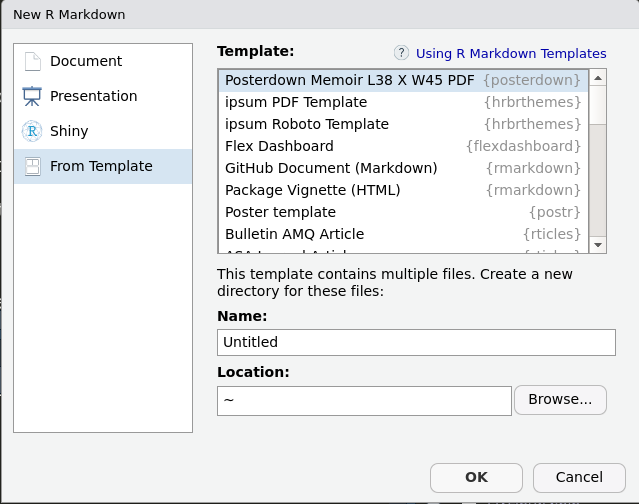 New R Markdown
Document
Presentation
Shiny
From Template
Template:
? Using R Markdown Templates
Posterdown Memoir L38 X W45 PDF {posterdown}
ipsum PDF Template {hrbrthemes}
ipsum Roboto Template {hrbrthemes}
Flex Dashboard {flexdashboard}
GitHub Document (Markdown) {rmarkdown}
Package Vignette (HTML) {rmarkdown}
Poster template {postr}
Bulletin AMQ Article {rticles}
This template contains multiple files. Create a new
directory for these files:
Name:
Untitled
Location:
~
Browse...
OK
Cancel